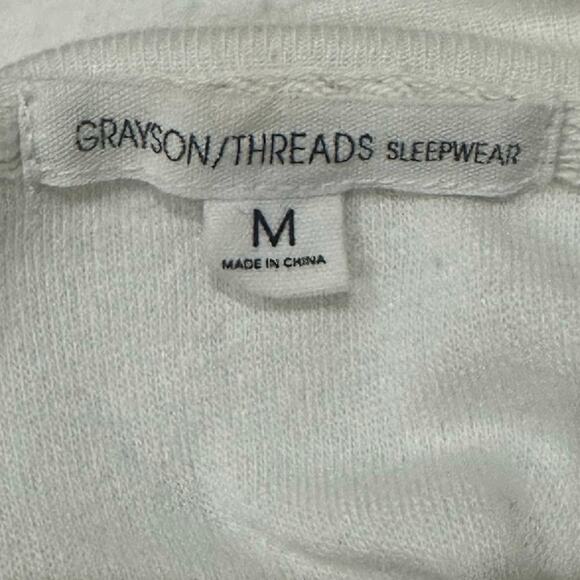 GRAYSON/THREADS SLEEPWEAR
M
MADE IN CHINA